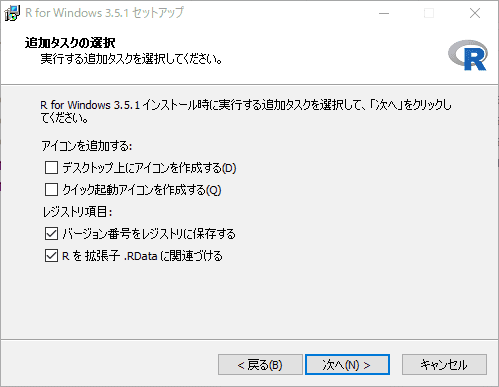 R for Windows 3.5.1 セットアップ
追加タスクの選択
実行する追加タスクを選択してください。
R
R for Windows 3.5.1 インストール時に実行する追加タスクを選択して、「次へ」をクリックし
てください。
アイコンを追加する:
デスクトップ上にアイコンを作成する(D)
クイック起動アイコンを作成する(Q)
レジストリ項目:
バージョン番号をレジストリに保存する
R を 拡張子 .RData に関連づける
< 戻る(B)
次へ(N) >
キャンセル